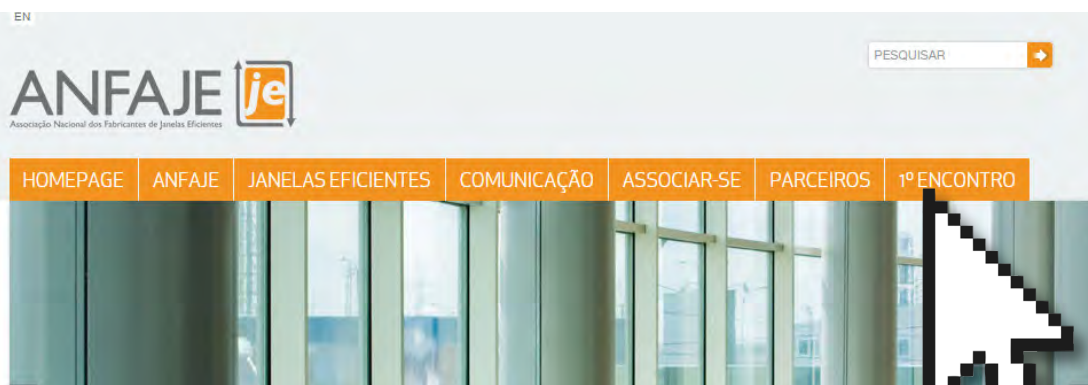 EN
PESQUISAR
ANFAJE je
Associação Nacional dos Fabricantes de Janelas Eficientes
HOMEPAGE ANFAJE JANELAS EFICIENTES COMUNICAÇÃO ASSOCIAR-SE PARCEIROS 1º ENCONTRO